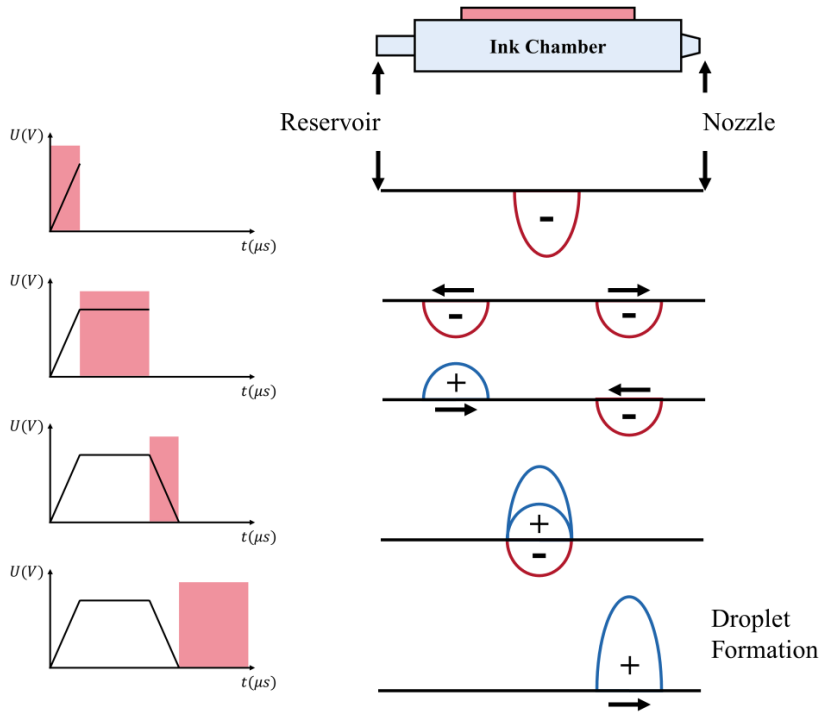 Ink Chamber
Reservoir
Nozzle
U(V)
t(μs)
-
U(V)
t(μs)
-
-
+
-
U(V)
t(μs)
+
-
U(V)
t(μs)
+
Droplet
Formation